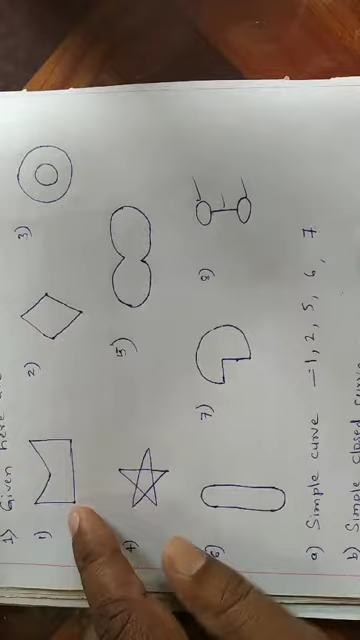 1) Given here are
1)
2)
3)
4)
5)
6)
7)
8)
a) Simple curve - 1, 2, 5, 6, 7
b) Simple closed curve